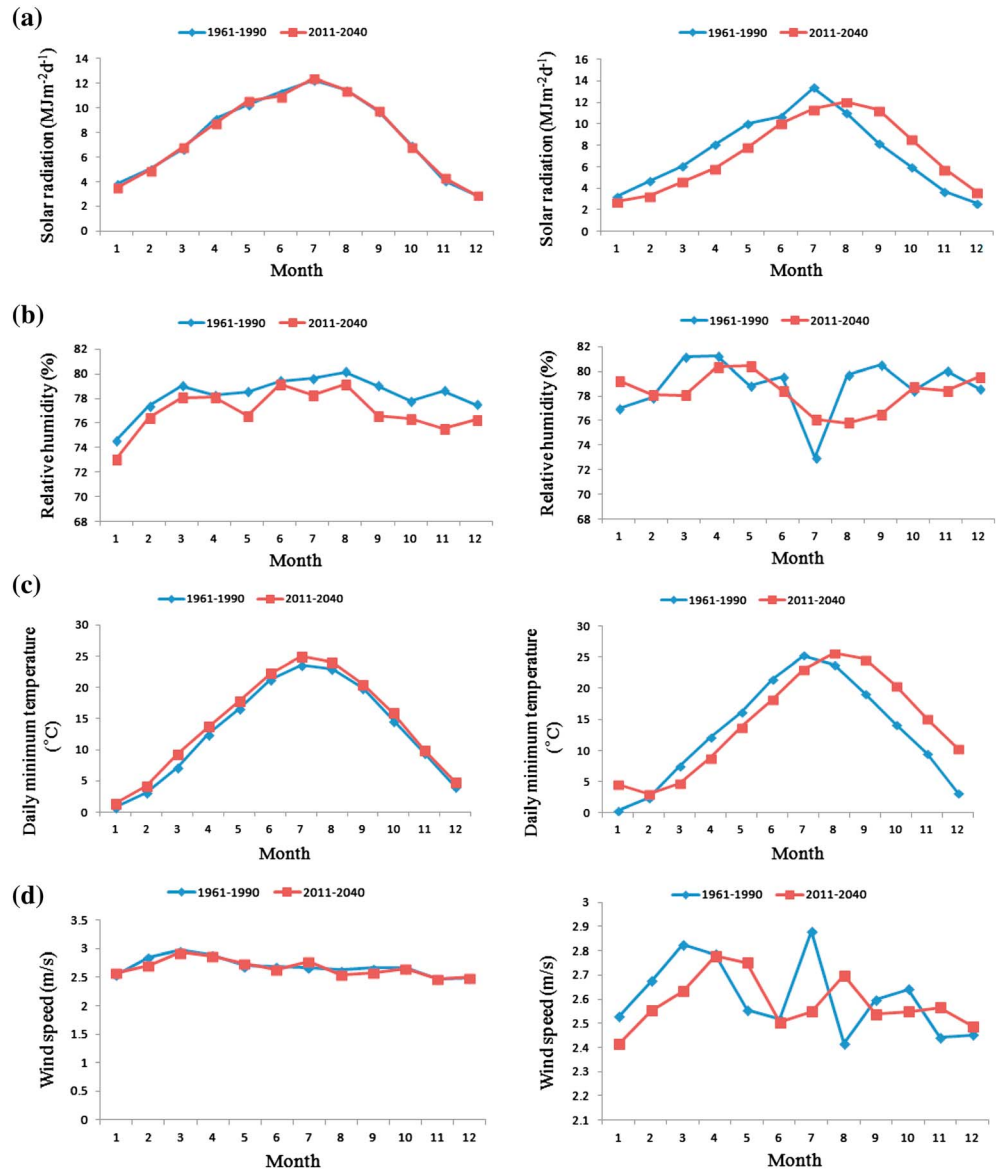 (a)
1961-1990 2011-2040
Solar radiation (MJm-2d-1)
14
12
10
8
6
4
2
0
1 2 3 4 5 6 7 8 9 10 11 12
Month
1961-1990 2011-2040
Solar radiation (MJm-2d-1)
16
14
12
10
8
6
4
2
0
1 2 3 4 5 6 7 8 9 10 11 12
Month
(b)
1961-1990 2011-2040
Relative humidity (%)
82
80
78
76
74
72
70
68
1 2 3 4 5 6 7 8 9 10 11 12
Month
1961-1990 2011-2040
Relative humidity (%)
82
80
78
76
74
72
70
68
1 2 3 4 5 6 7 8 9 10 11 12
Month
(c)
1961-1990 2011-2040
Daily minimum temperature
(°C)
30
25
20
15
10
5
0
1 2 3 4 5 6 7 8 9 10 11 12
Month
1961-1990 2011-2040
Daily minimum temperature
(°C)
30
25
20
15
10
5
0
1 2 3 4 5 6 7 8 9 10 11 12
Month
(d)
1961-1990 2011-2040
Wind speed (m/s)
3.5
3
2.5
2
1.5
1
0.5
0
1 2 3 4 5 6 7 8 9 10 11 12
Month
1961-1990 2011-2040
Wind speed (m/s)
3
2.9
2.8
2.7
2.6
2.5
2.4
2.3
2.2
2.1
1 2 3 4 5 6 7 8 9 10 11 12
Month